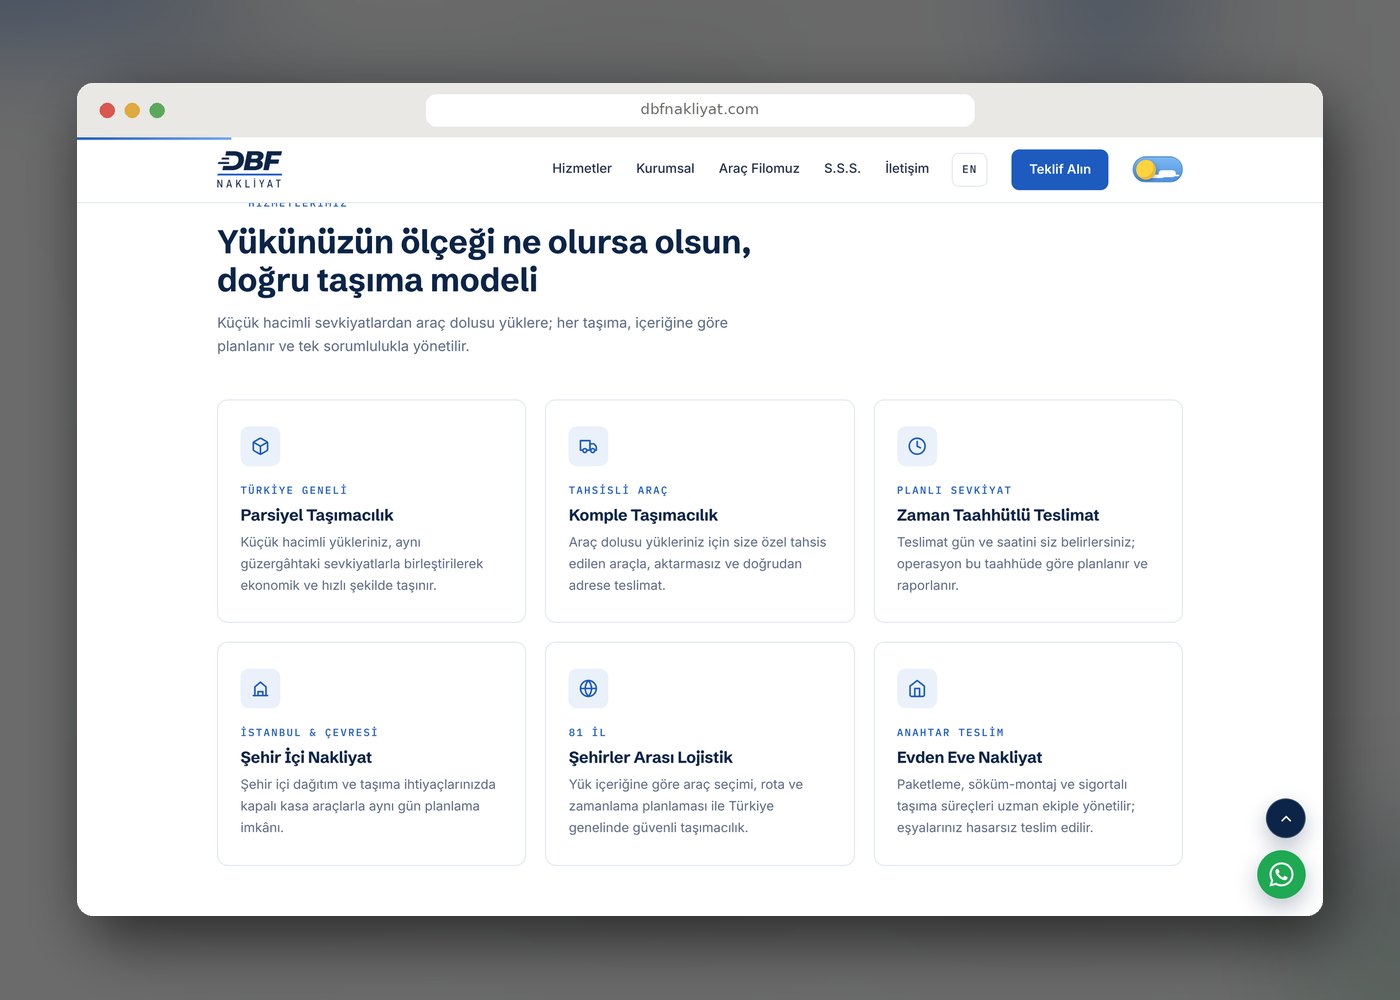 dbfnakliyat.com
DBF
NAKLİYAT
Hizmetler
Kurumsal
Araç Filomuz
S.S.S.
İletişim
EN
Teklif Alın
HİZMETLERİMİZ
Yükünüzün ölçeği ne olursa olsun,
doğru taşıma modeli
Küçük hacimli sevkiyatlardan araç dolusu yüklere; her taşıma, içeriğine göre
planlanır ve tek sorumlulukla yönetilir.
TÜRKİYE GENELİ
Parsiyel Taşımacılık
Küçük hacimli yükleriniz, aynı
güzergâhtaki sevkiyatlarla birleştirilerek
ekonomik ve hızlı şekilde taşınır.
TAHSİSLİ ARAÇ
Komple Taşımacılık
Araç dolusu yükleriniz için size özel tahsis
edilen araçla, aktarmasız ve doğrudan
adrese teslimat.
PLANLI SEVKİYAT
Zaman Taahhütlü Teslimat
Teslimat gün ve saatini siz belirlersiniz;
operasyon bu taahhüde göre planlanır ve
raporlanır.
İSTANBUL & ÇEVRESİ
Şehir İçi Nakliyat
Şehir içi dağıtım ve taşıma ihtiyaçlarınızda
kapalı kasa araçlarla aynı gün planlama
imkânı.
81 İL
Şehirler Arası Lojistik
Yük içeriğine göre araç seçimi, rota ve
zamanlama planlaması ile Türkiye
genelinde güvenli taşımacılık.
ANAHTAR TESLİM
Evden Eve Nakliyat
Paketleme, söküm-montaj ve sigortalı
taşıma süreçleri uzman ekiple yönetilir;
eşyalarınız hasarsız teslim edilir.